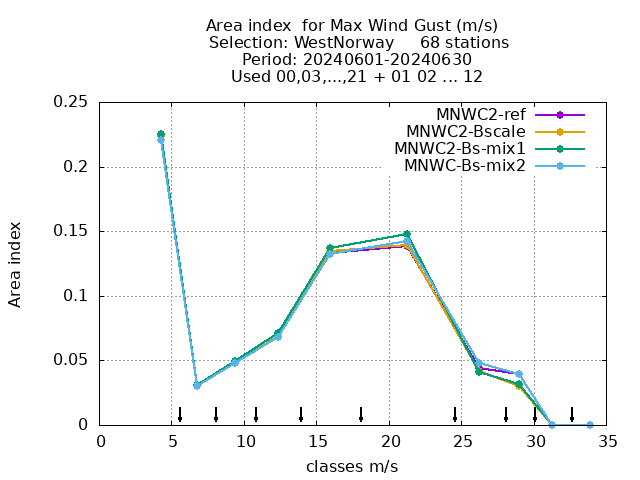 Area index  for Max Wind Gust (m/s)
Selection: WestNorway     68 stations
Period: 20240601-20240630
Used 00,03,...,21 + 01 02 ... 12
MNWC2-ref
MNWC2-Bscale
MNWC2-Bs-mix1
MNWC-Bs-mix2
0.25
0.2
0.15
0.1
0.05
0
Area index
0 5 10 15 20 25 30 35
classes m/s